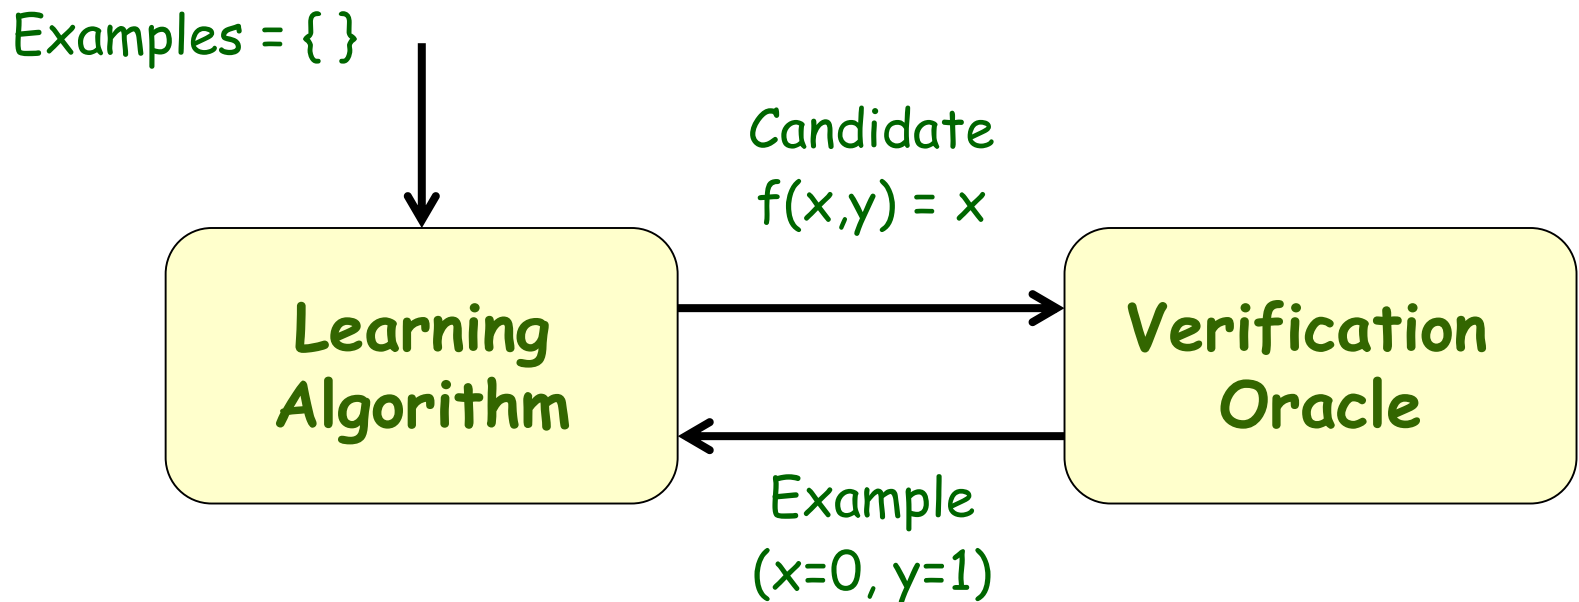 Examples = { }
Candidate
f(x,y) = x
Learning
Algorithm
Verification
Oracle
Example
(x=0, y=1)